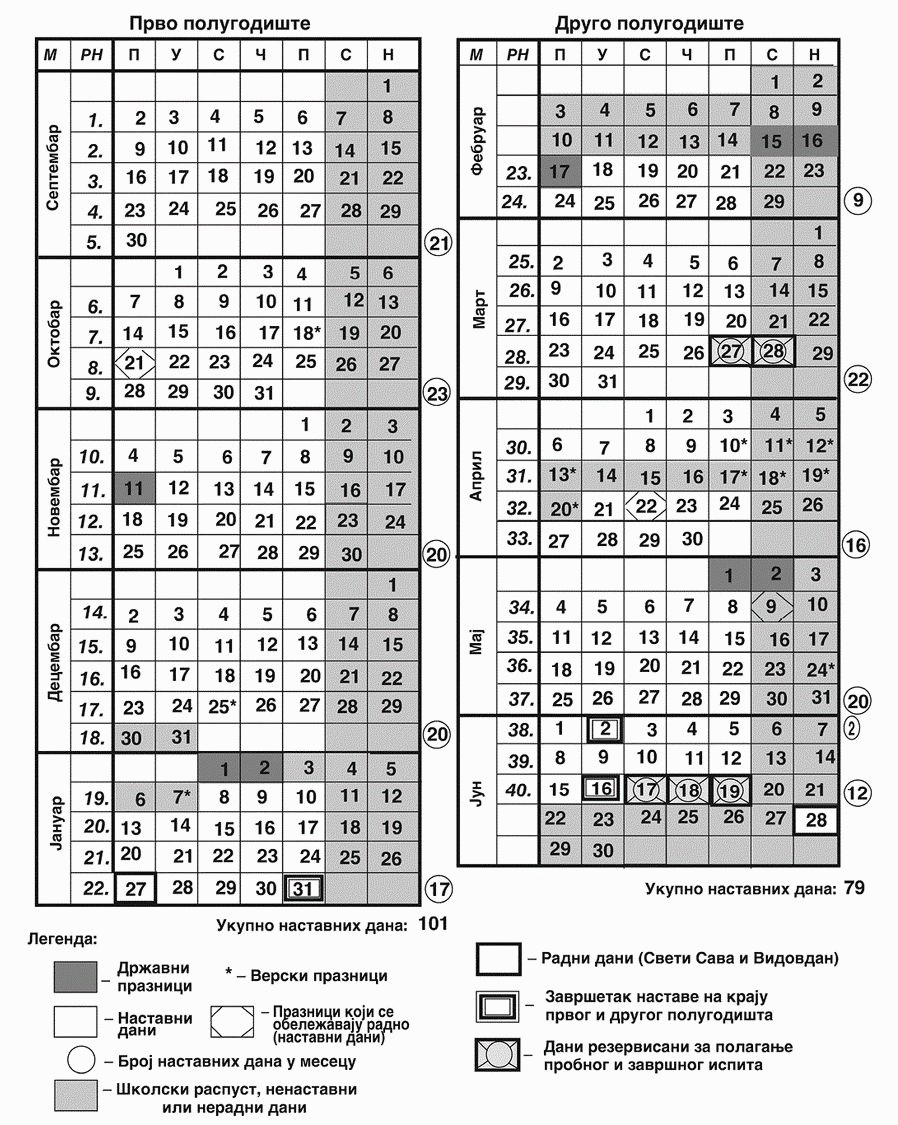 Прво полугодиште
М РН П У С Ч П С Н
Септембар
1
1. 2 3 4 5 6 7 8
2. 9 10 11 12 13 14 15
3. 16 17 18 19 20 21 22
4. 23 24 25 26 27 28 29
5. 30
21
Октобар
1 2 3 4 5 6
6. 7 8 9 10 11 12 13
7. 14 15 16 17 18* 19 20
8. 21 22 23 24 25 26 27
9. 28 29 30 31
23
Новембар
1 2 3
10. 4 5 6 7 8 9 10
11. 11 12 13 14 15 16 17
12. 18 19 20 21 22 23 24
13. 25 26 27 28 29 30
20
Децембар
1
14. 2 3 4 5 6 7 8
15. 9 10 11 12 13 14 15
16. 16 17 18 19 20 21 22
17. 23 24 25* 26 27 28 29
18. 30 31
20
Јануар
1 2 3 4 5
19. 6 7* 8 9 10 11 12
20. 13 14 15 16 17 18 19
21. 20 21 22 23 24 25 26
22. 27 28 29 30 31
17
Укупно наставних дана: 101
Друго полугодиште
М РН П У С Ч П С Н
Фебруар
1 2
3 4 5 6 7 8 9
10 11 12 13 14 15 16
23. 17 18 19 20 21 22 23
24. 24 25 26 27 28 29
9
Март
1
25. 2 3 4 5 6 7 8
26. 9 10 11 12 13 14 15
27. 16 17 18 19 20 21 22
28. 23 24 25 26 27 28 29
29. 30 31
22
Април
1 2 3 4 5
30. 6 7 8 9 10* 11* 12*
31. 13* 14 15 16 17* 18* 19*
32. 20* 21 22 23 24 25 26
33. 27 28 29 30
16
Мај
1 2 3
34. 4 5 6 7 8 9 10
35. 11 12 13 14 15 16 17
36. 18 19 20 21 22 23 24*
37. 25 26 27 28 29 30 31
20
Јун
38. 1 2 3 4 5 6 7
2
39. 8 9 10 11 12 13 14
40. 15 16 17 18 19 20 21
12
22 23 24 25 26 27 28
29 30
Укупно наставних дана: 79
Легенда:
– Државни
празници
* – Верски празници
– Наставни
дани
– Празници који се
обележавају радно
(наставни дани)
– Број наставних дана у месецу
– Школски распуст, ненаставни
или нерадни дани
– Радни дани (Свети Сава и Видовдан)
– Завршетак наставе на крају
првог и другог полугодишта
– Дани резервисани за полагање
пробног и завршног испита